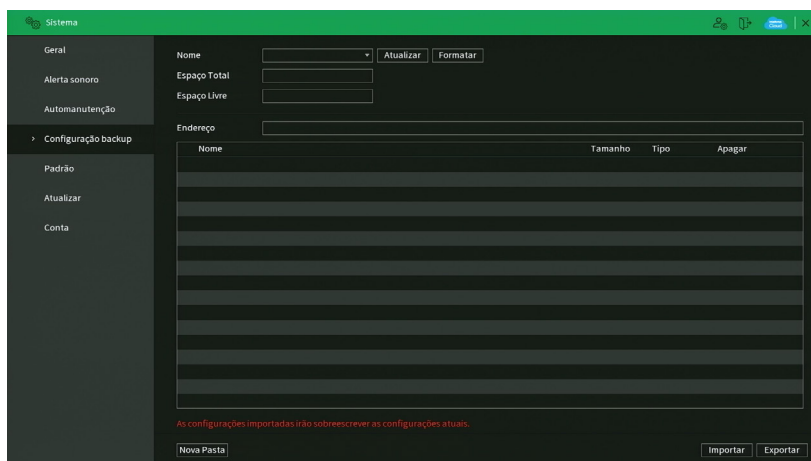 Sistema
Geral
Alerta sonoro
Automanutenção
> Configuração backup
Padrão
Atualizar
Conta
Nome
Atualizar
Formatar
Espaço Total
Espaço Livre
Endereço
Nome Tamanho Tipo Apagar
As configurações importadas irão sobreescrever as configurações atuais.
Nova Pasta
Importar
Exportar